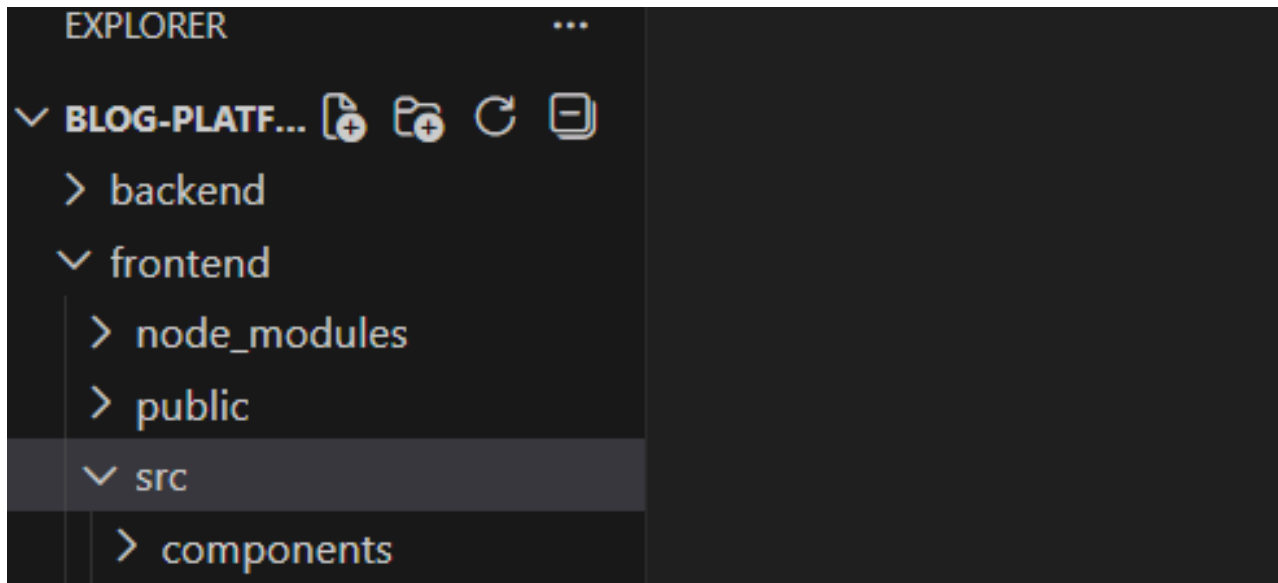 EXPLORER
BLOG-PLATF...
backend
frontend
node_modules
public
src
components